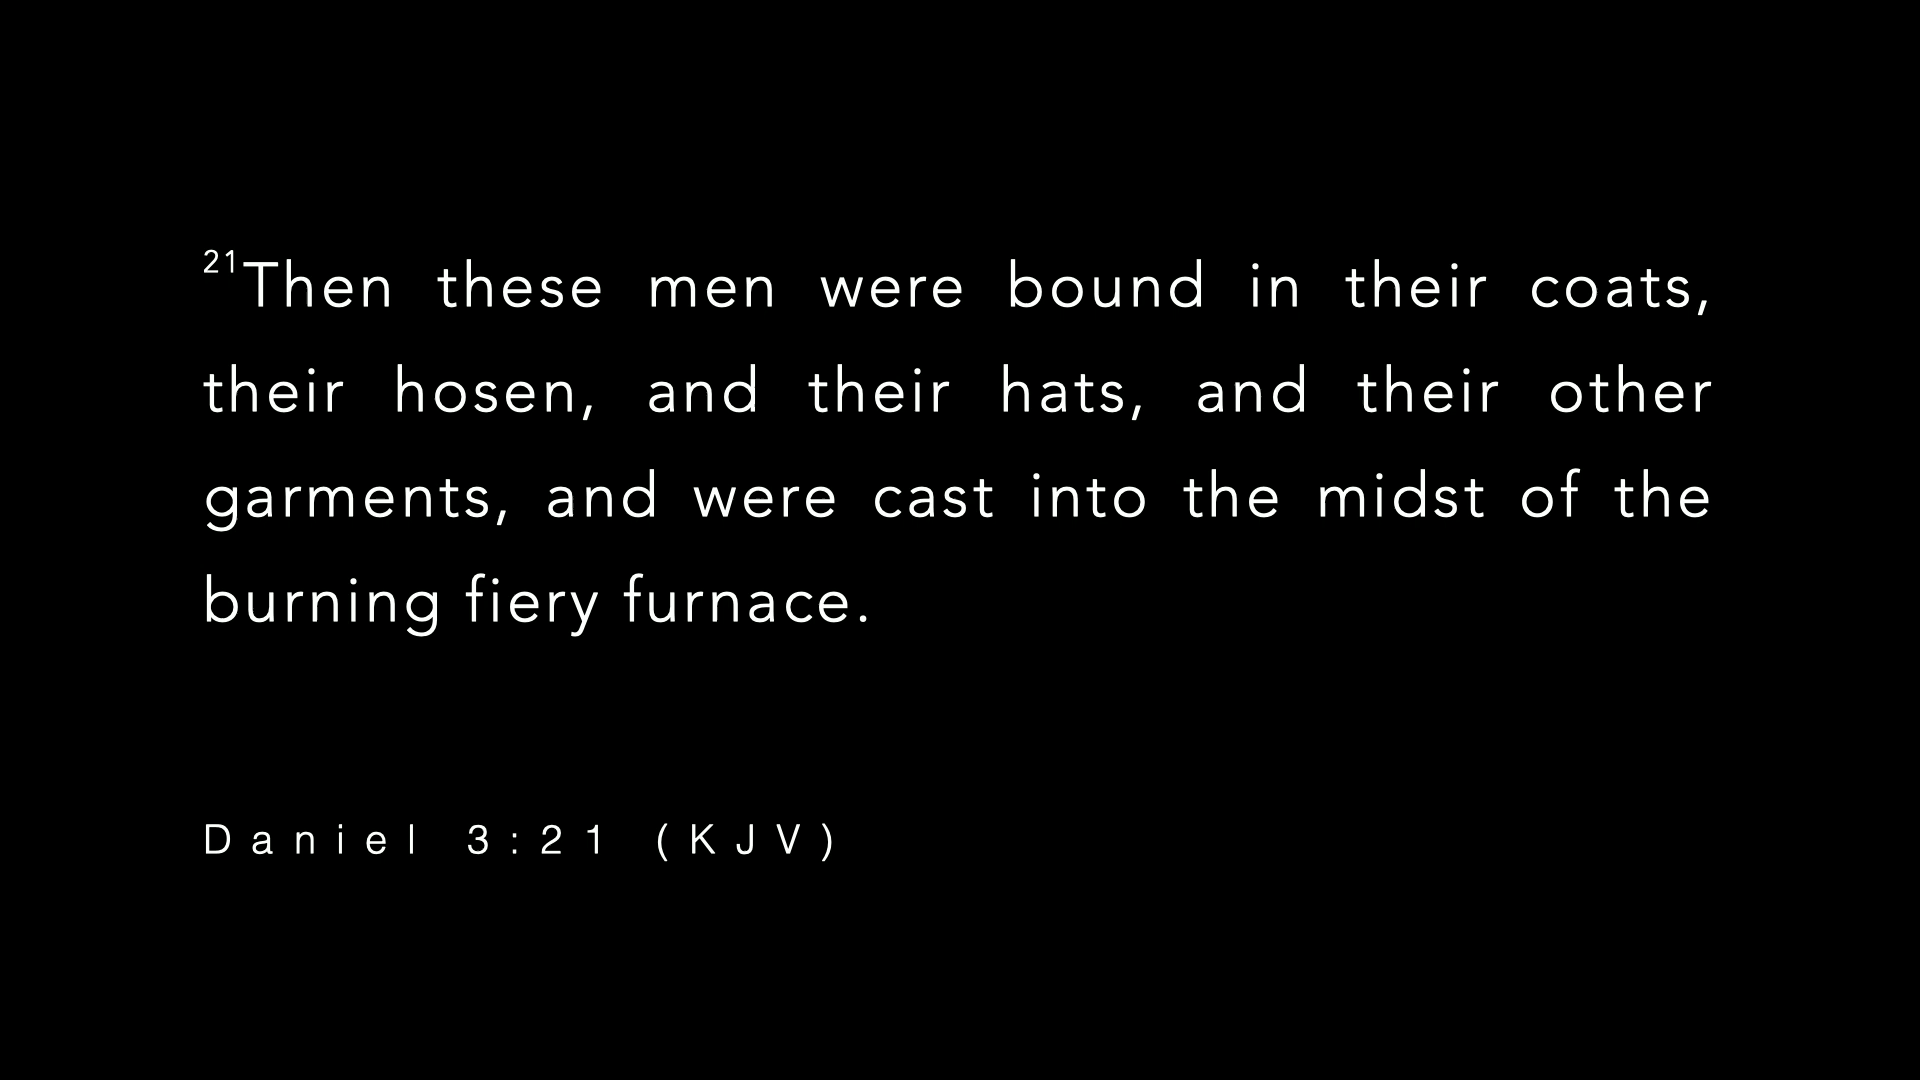 21Then these men were bound in their coats,
their hosen, and their hats, and their other
garments, and were cast into the midst of the
burning fiery furnace.
Daniel 3:21 (KJV)